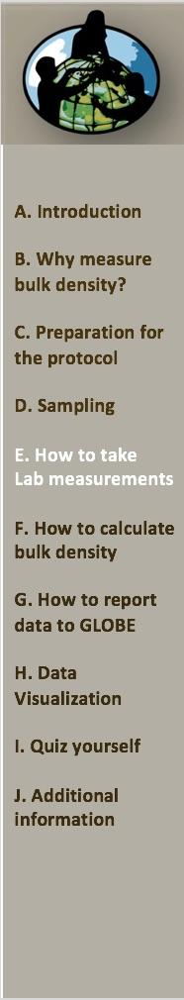 A. Introduction
B. Why measure
bulk density?
C. Preparation for
the protocol
D. Sampling
E. How to take
Lab measurements
F. How to calculate
bulk density
G. How to report
data to GLOBE
H. Data
Visualization
I. Quiz yourself
J. Additional
information